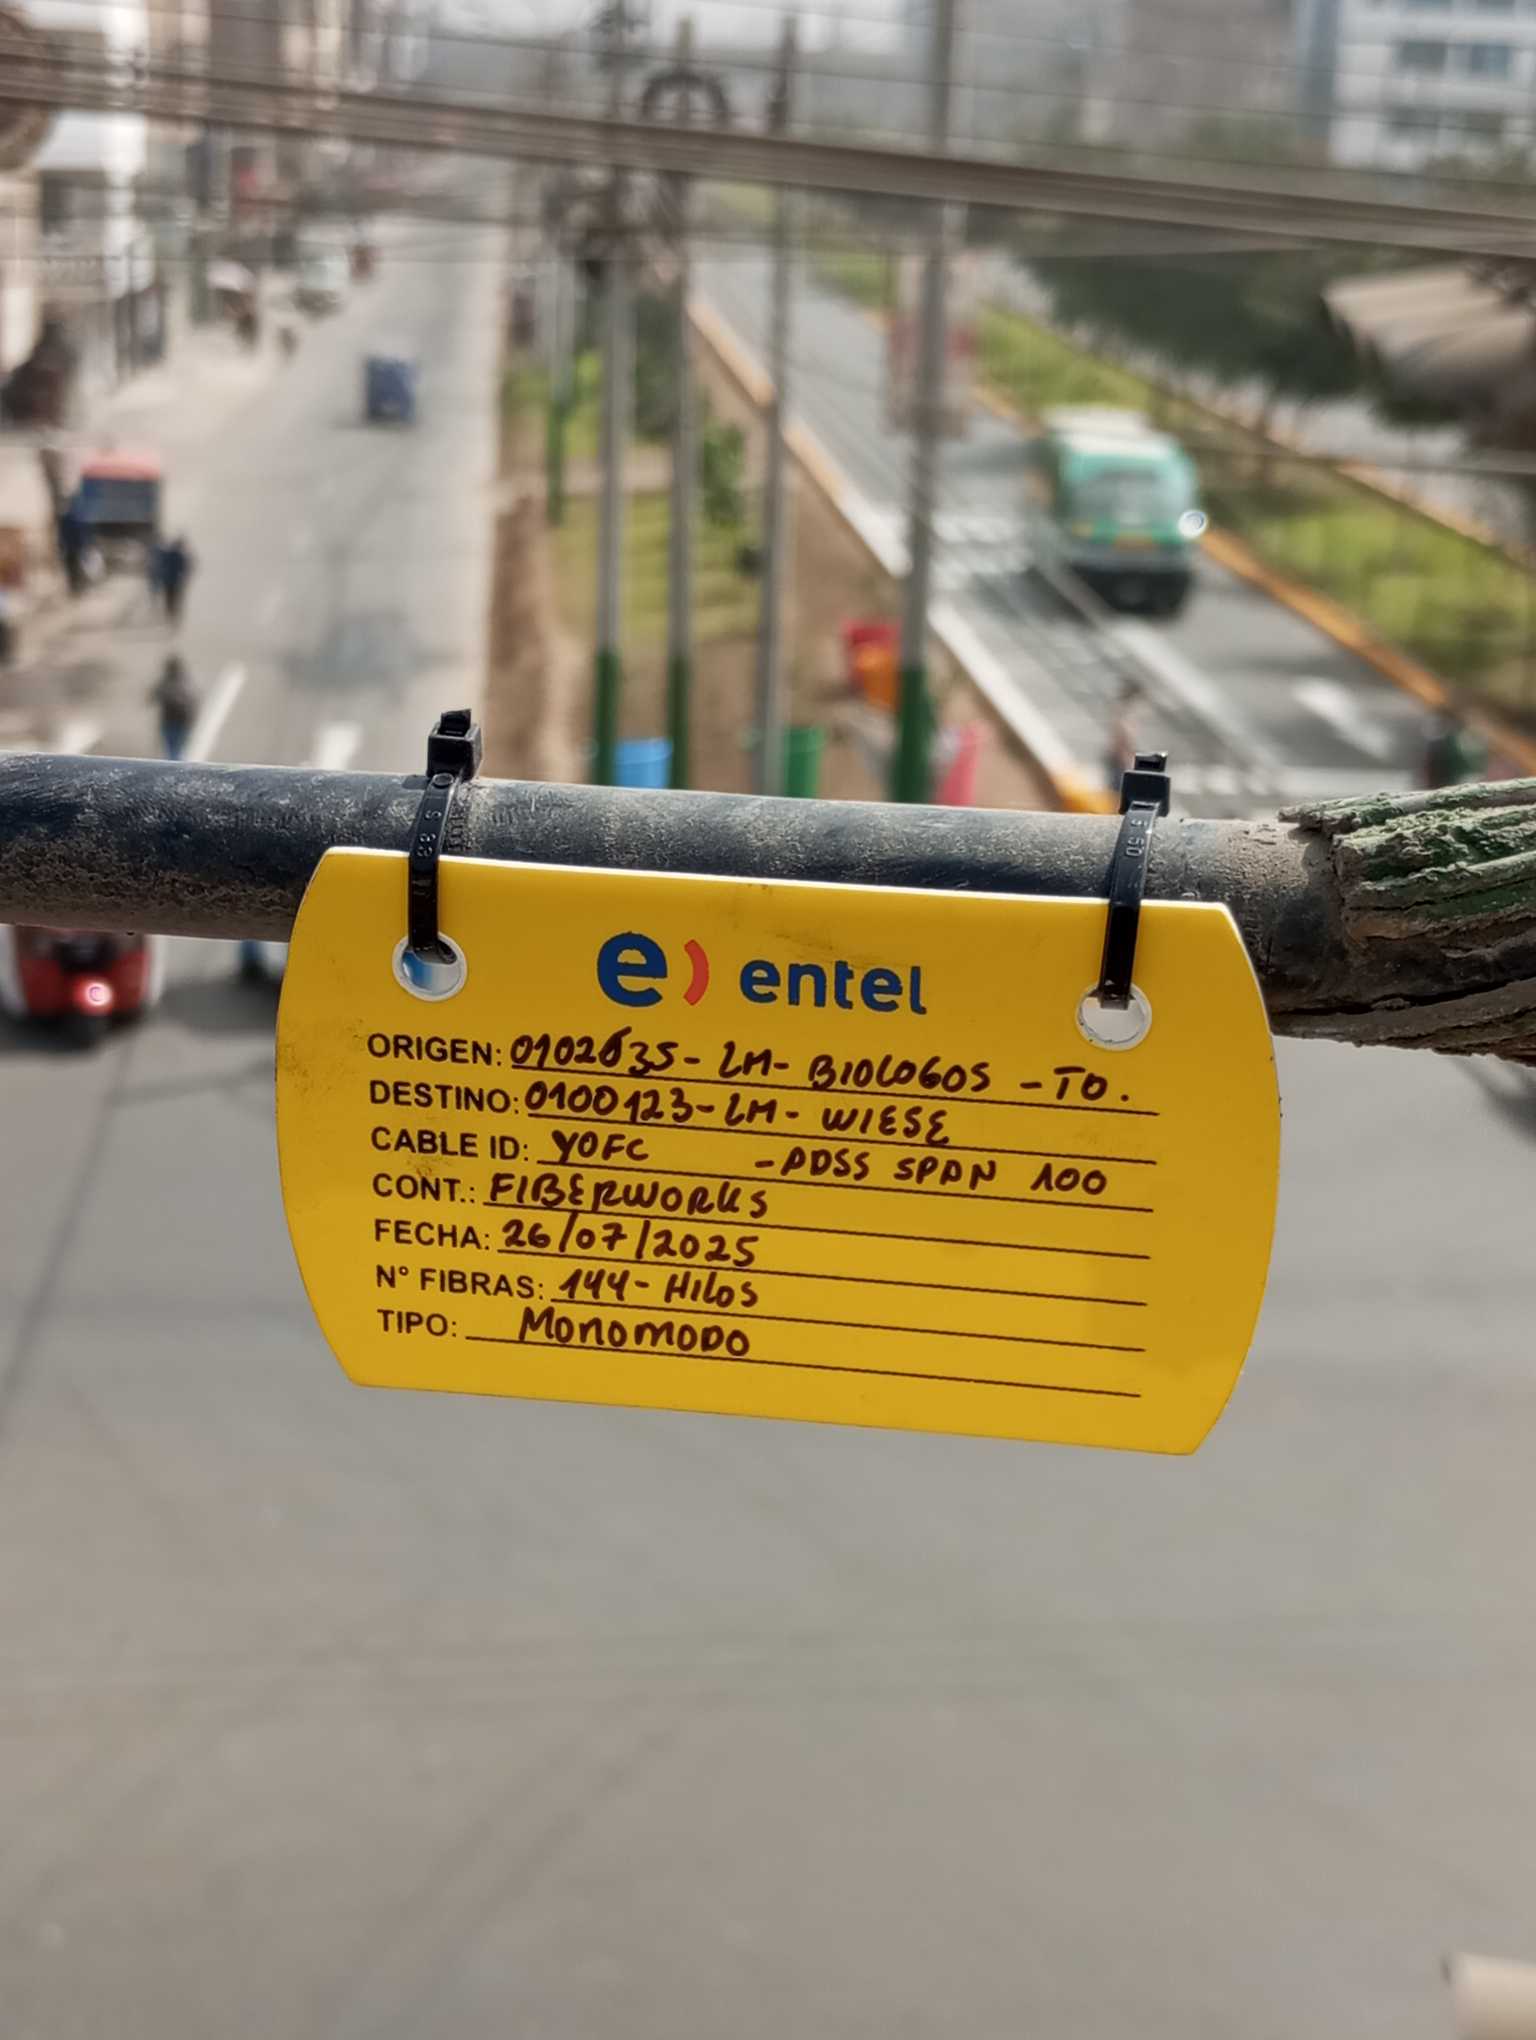 e) entel
ORIGEN: 0102635 - LM - BIOLOGOS - TO.
DESTINO: 0100123 - LM - WIESE
CABLE ID: YOFC - ADSS SPAN 100
CONT.: FIBERWORKS
FECHA: 26/07/2025
N° FIBRAS: 144 - Hilos
TIPO: MONOMODO